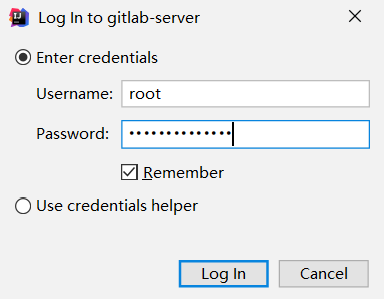 Log In to gitlab-server
Enter credentials
Username: root
Password: ••••••••••••••
Remember
Use credentials helper
Log In Cancel